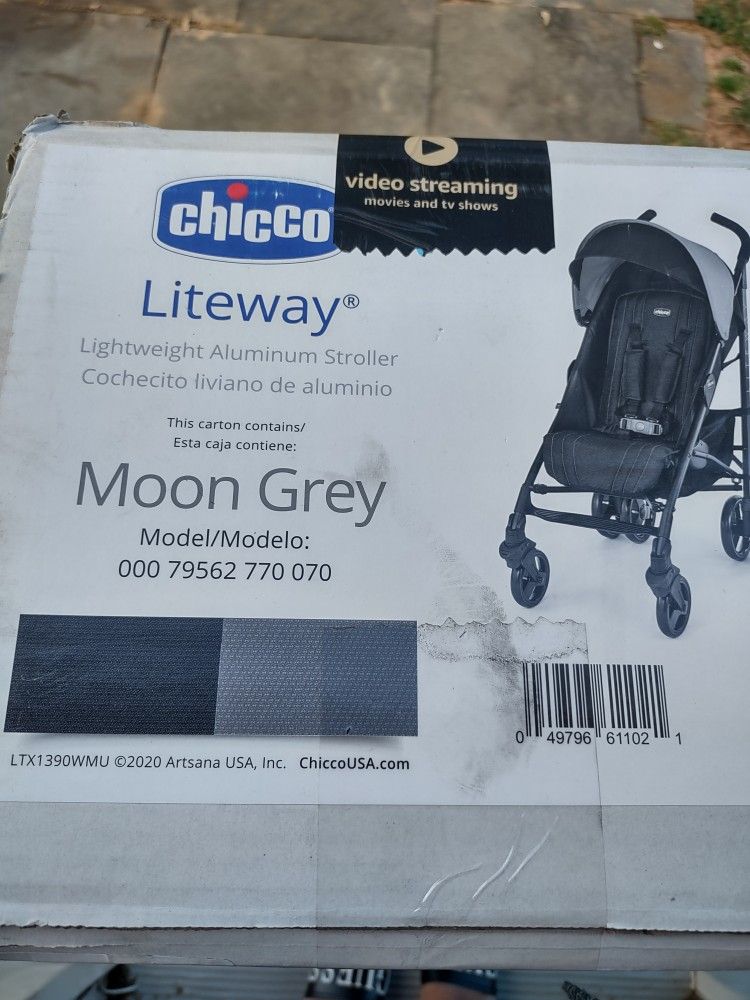 video streaming
movies and tv shows
chicco
Liteway®
Lightweight Aluminum Stroller
Cochecito liviano de aluminio
This carton contains/
Esta caja contiene:
Moon Grey
Model/Modelo:
000 79562 770 070
chicco
0 49796 61102 1
LTX1390WMU ©2020 Artsana USA, Inc. ChiccoUSA.com